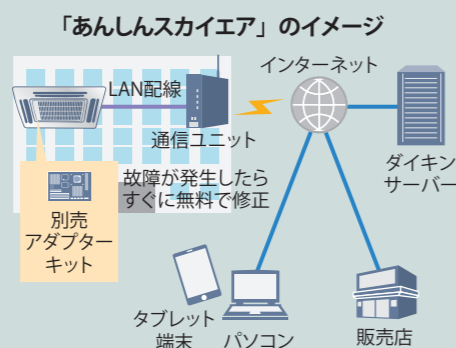 「あんしんスカイエア」のイメージ
インターネット
LAN配線
通信ユニット
ダイキン
サーバー
故障が発生したら
すぐに無料で修正
別売
アダプター
キット
タブレット
端末
パソコン
販売店